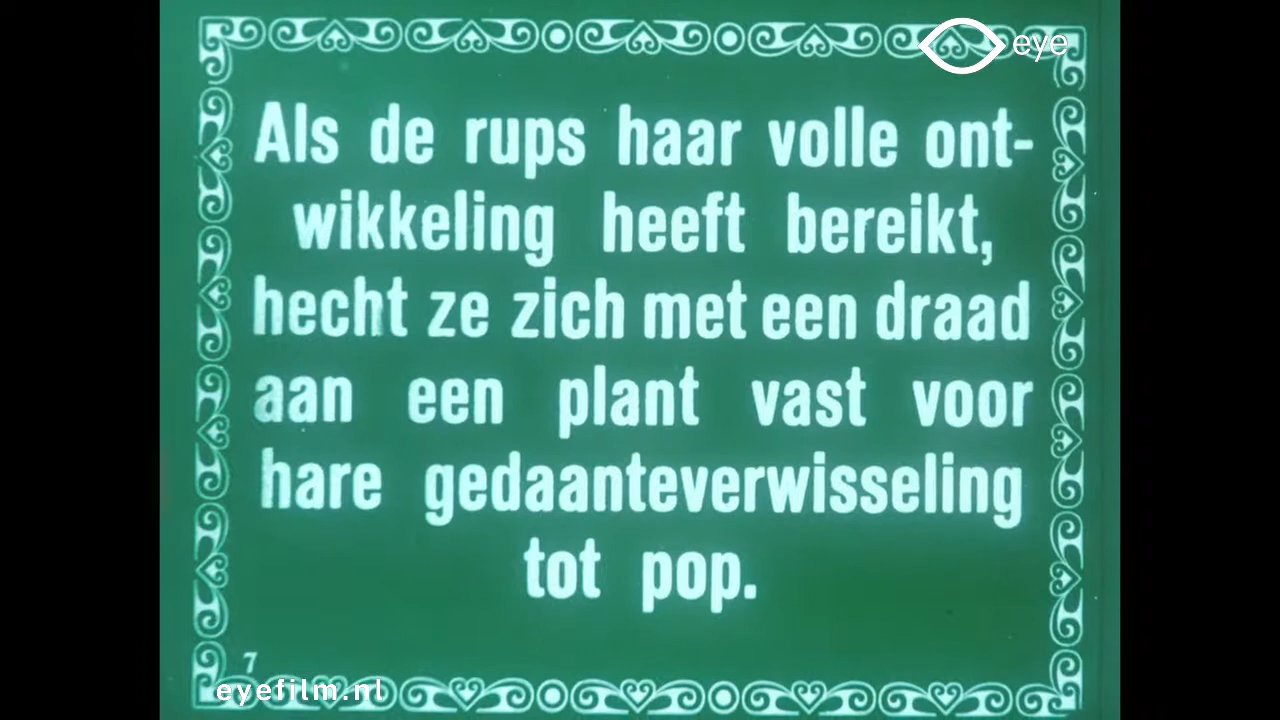 eye
Als de rups haar volle ont-
wikkeling heeft bereikt,
hecht ze zich met een draad
aan een plant vast voor
hare gedaanteverwisseling
tot pop.
7
eyefilm.nl